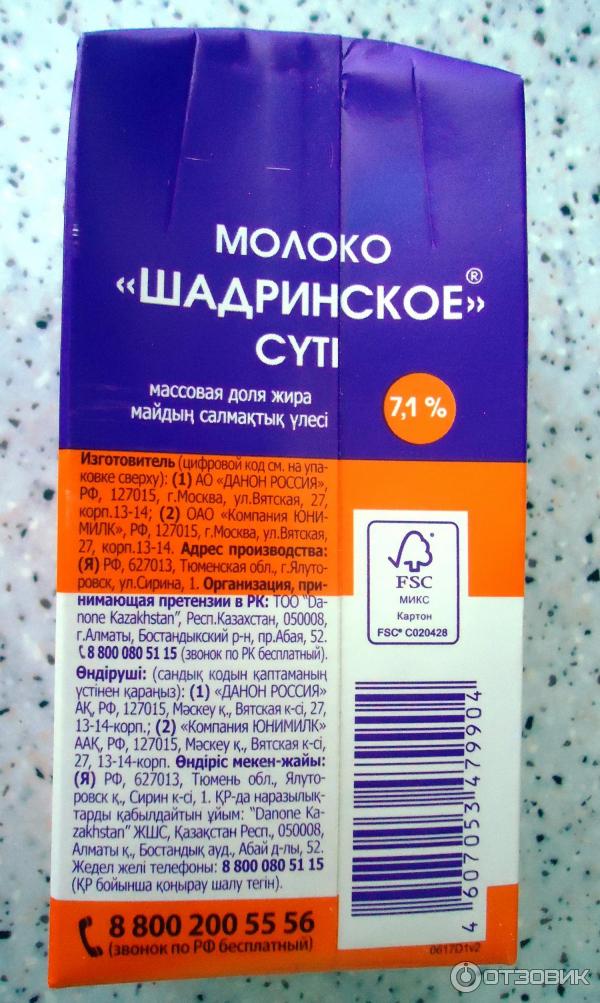 МОЛОКО
«ШАДРИНСКОЕ»®
СҮТІ
массовая доля жира
майдың салмақтық үлесі
7,1 %
Изготовитель (цифровой код см. на упа-
ковке сверху): (1) АО «ДАНОН РОССИЯ»,
РФ, 127015, г.Москва, ул.Вятская, 27,
корп.13-14; (2) ОАО «Компания ЮНИ-
МИЛК», РФ, 127015, г.Москва, ул.Вятская,
27, корп.13-14. Адрес производства:
(Я) РФ, 627013, Тюменская обл., г.Ялуто-
ровск, ул.Сирина, 1. Организация, при-
нимающая претензии в РК: ТОО "Da-
none Kazakhstan", Респ.Казахстан, 050008,
г.Алматы, Бостандыкский р-н, пр.Абая, 52.
8 800 080 51 15 (звонок по РК бесплатный).
Өндіруші: (сандық кодын қаптаманың
үстінен қараңыз): (1) «ДАНОН РОССИЯ»
АҚ, РФ, 127015, Мәскеу қ., Вятская к-сі, 27,
13-14-корп.; (2) «Компания ЮНИМИЛК»
ААҚ, РФ, 127015, Мәскеу қ., Вятская к-сі,
27, 13-14-корп. Өндіріс мекен-жайы:
(Я) РФ, 627013, Тюмень обл., Ялуто-
ровск қ., Сирин к-сі, 1. ҚР-да наразылық-
тарды қабылдайтын ұйым: "Danone Ka-
zakhstan" ЖШС, Қазақстан Респ., 050008,
Алматы қ., Бостандық ауд., Абай д-лы, 52.
Жедел желі телефоны: 8 800 080 51 15
(ҚР бойынша қоңырау шалу тегін).
8 800 200 55 56
(звонок по РФ бесплатный)
FSC
МИКС
Картон
FSC® C020428
4 607053 479904
0617D1v2
ОТЗОВИК